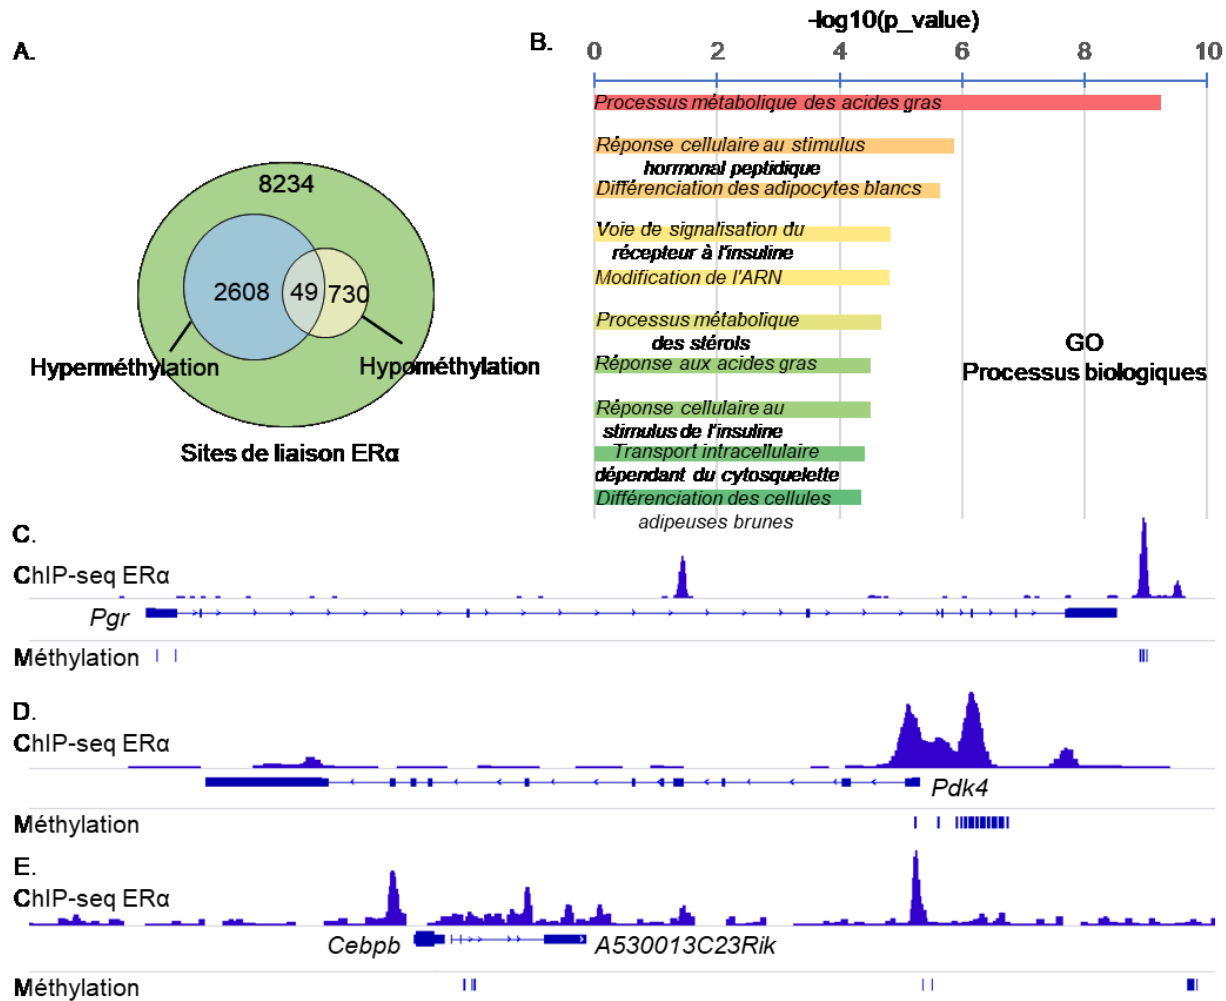 A.
8234
2608
49
730
Hyperméthylation
Hypométhylation
Sites de liaison ERα
B.
-log10(p_value)
0 2 4 6 8 10
Processus métabolique des acides gras
Réponse cellulaire au stimulus
hormonal peptidique
Différenciation des adipocytes blancs
Voie de signalisation du
récepteur à l'insuline
Modification de l'ARN
Processus métabolique
des stérols
Réponse aux acides gras
Réponse cellulaire au
stimulus de l'insuline
Transport intracellulaire
dépendant du cytosquelette
Différenciation des cellules
adipeuses brunes
GO
Processus biologiques
C.
ChIP-seq ERα
Pgr
Méthylation
D.
ChIP-seq ERα
Pdk4
Méthylation
E.
ChIP-seq ERα
Cebpb
A530013C23Rik
Méthylation